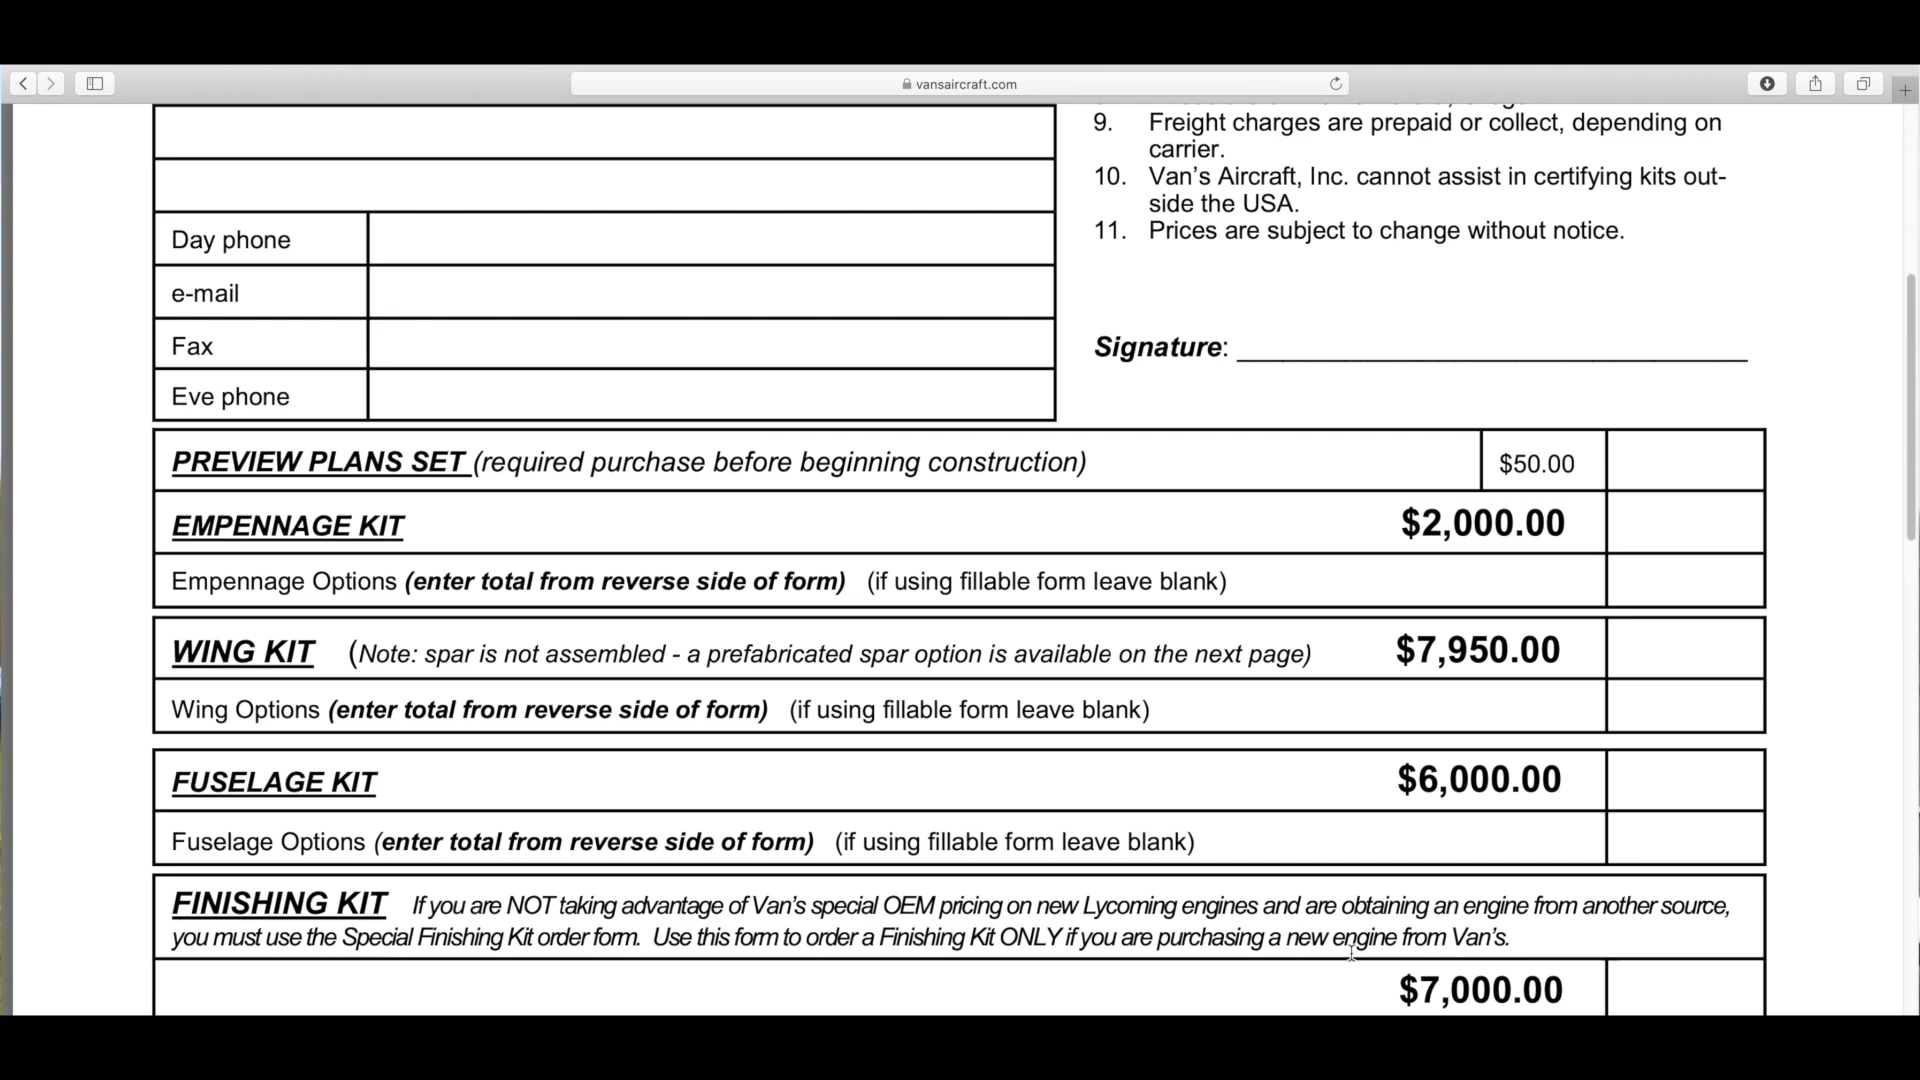 vansaircraft.com
9. Freight charges are prepaid or collect, depending on
carrier.
10. Van’s Aircraft, Inc. cannot assist in certifying kits out-
side the USA.
11. Prices are subject to change without notice.
Day phone
e-mail
Fax
Eve phone
Signature:
PREVIEW PLANS SET (required purchase before beginning construction) $50.00
EMPENNAGE KIT $2,000.00
Empennage Options (enter total from reverse side of form) (if using fillable form leave blank)
WING KIT (Note: spar is not assembled - a prefabricated spar option is available on the next page) $7,950.00
Wing Options (enter total from reverse side of form) (if using fillable form leave blank)
FUSELAGE KIT $6,000.00
Fuselage Options (enter total from reverse side of form) (if using fillable form leave blank)
FINISHING KIT If you are NOT taking advantage of Van’s special OEM pricing on new Lycoming engines and are obtaining an engine from another source,
you must use the Special Finishing Kit order form. Use this form to order a Finishing Kit ONLY if you are purchasing a new engine from Van’s.
$7,000.00